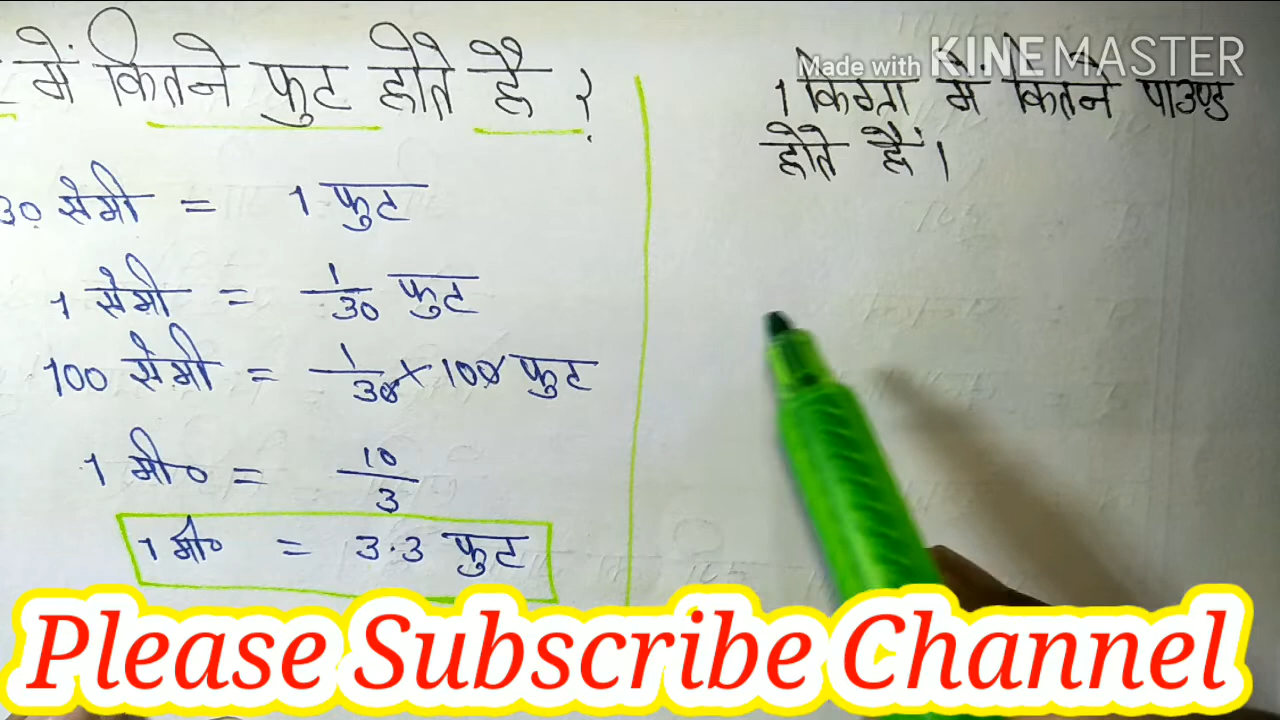 में कितने फुट होते है ?
30 सेमी = 1 फुट
1 सेमी = 1/30 फुट
100 सेमी = 1/30 × 100 फुट
1 मी० = 10/3
1 मी० = 3.3 फुट
Made with KINEMASTER
1 किग्रा में कितने पाउण्ड
होते हैं।
Please Subscribe Channel